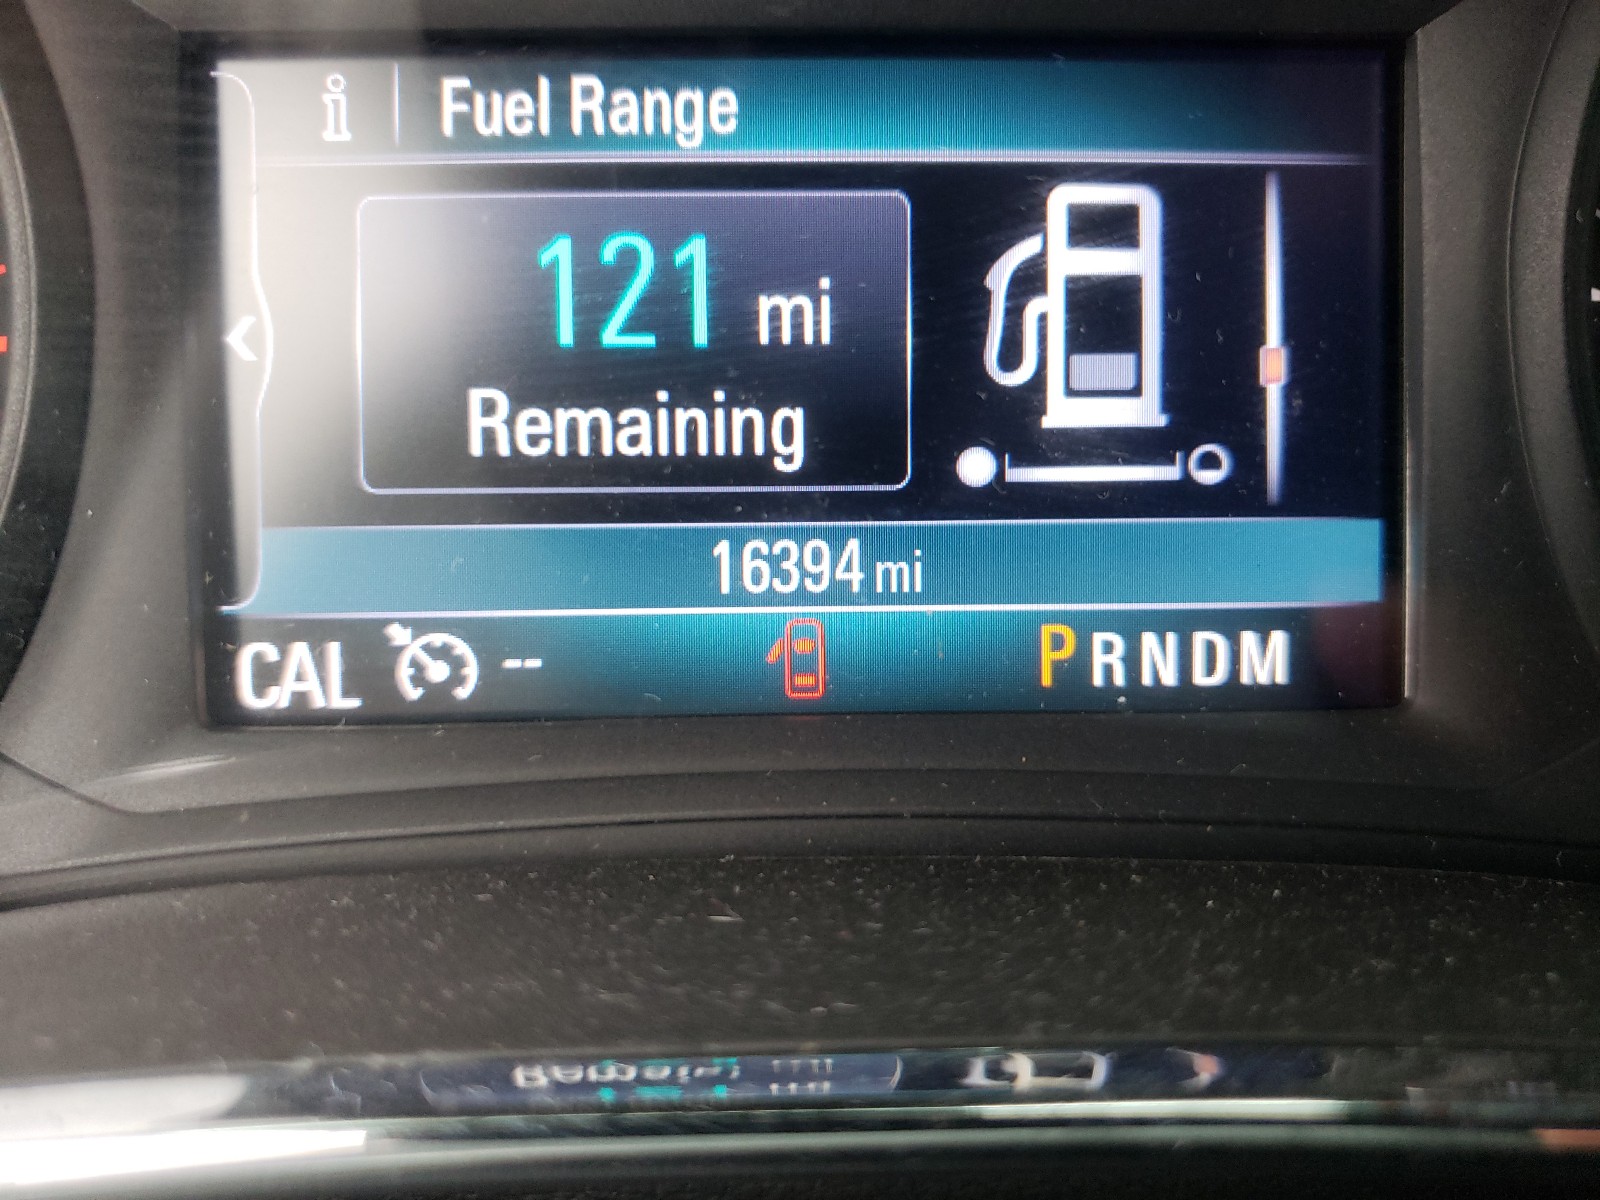 i Fuel Range
121 mi
Remaining
16394 mi
CAL -- PRNDM